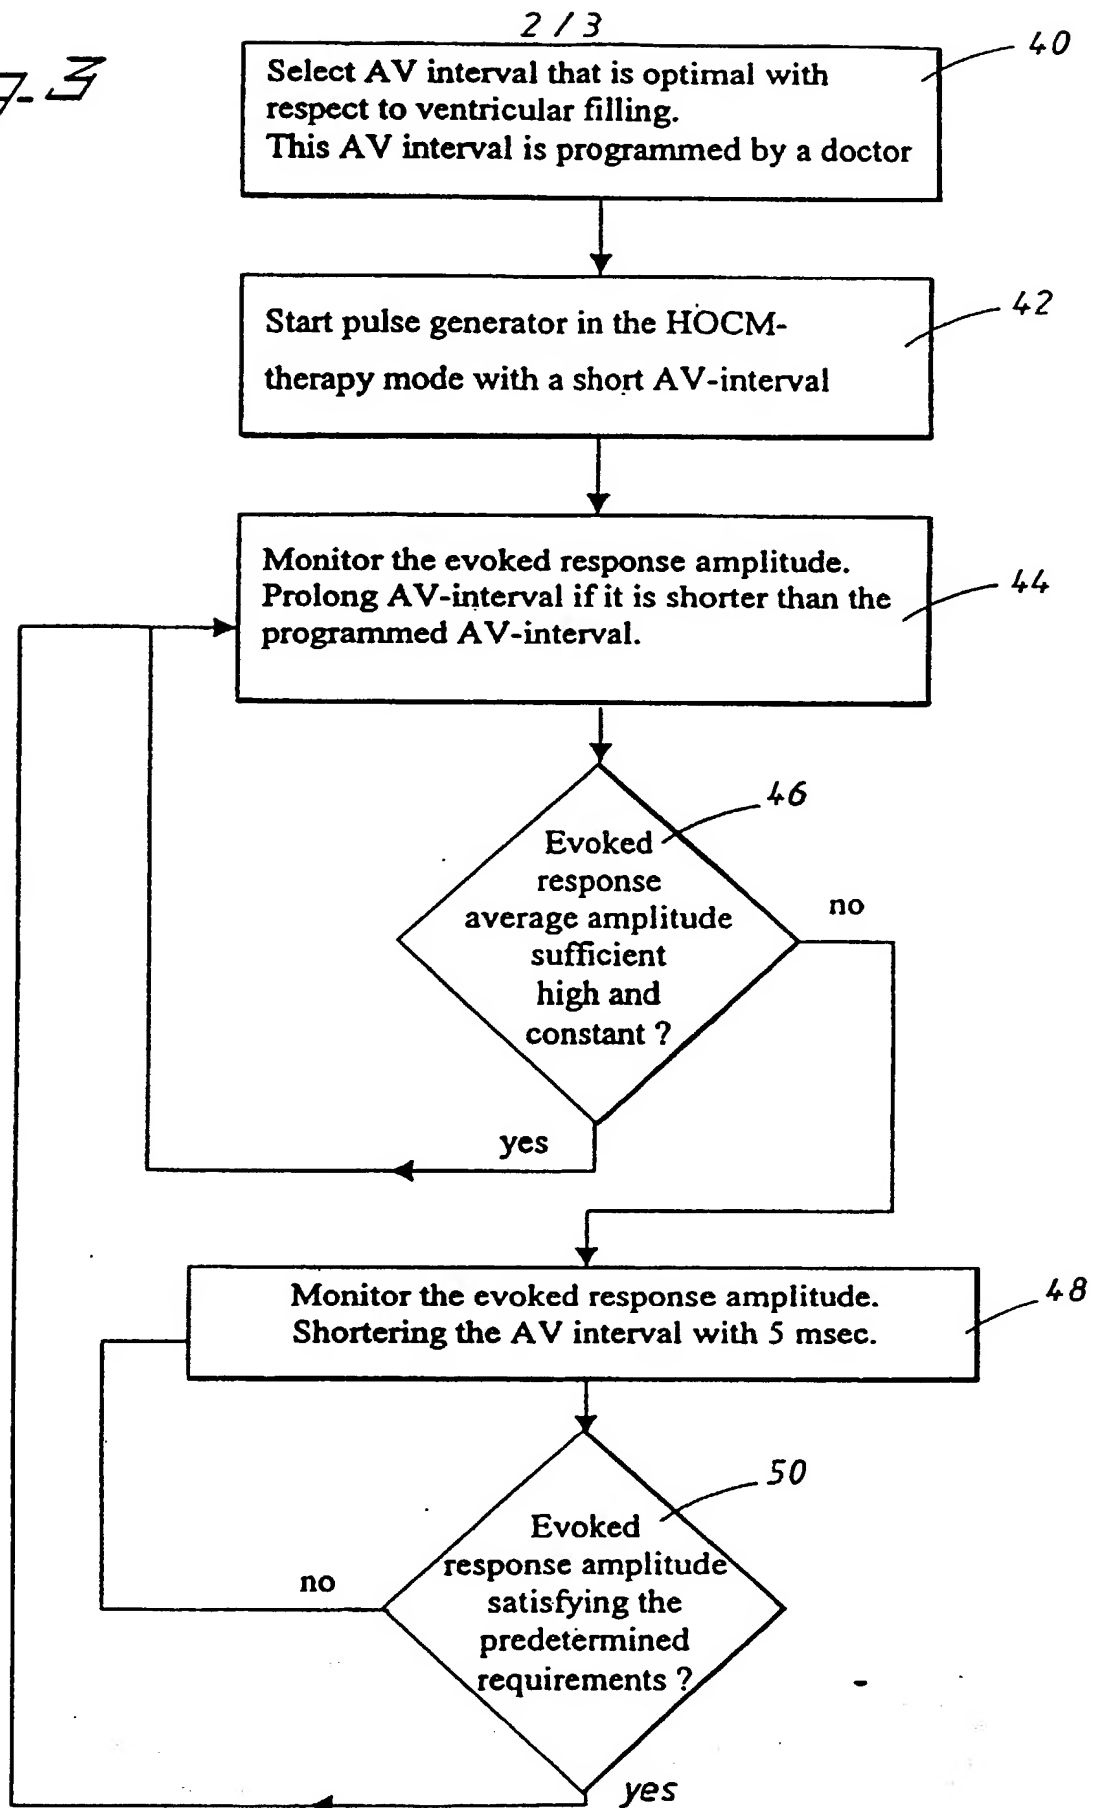 2 / 3
3
40
Select AV interval that is optimal with
respect to ventricular filling.
This AV interval is programmed by a doctor
42
Start pulse generator in the HOCM-
therapy mode with a short AV-interval
44
Monitor the evoked response amplitude.
Prolong AV-interval if it is shorter than the
programmed AV-interval.
46
Evoked
response
average amplitude
sufficient
high and
constant ?
no
yes
48
Monitor the evoked response amplitude.
Shortering the AV interval with 5 msec.
50
Evoked
response amplitude
satisfying the
predetermined
requirements ?
no
yes